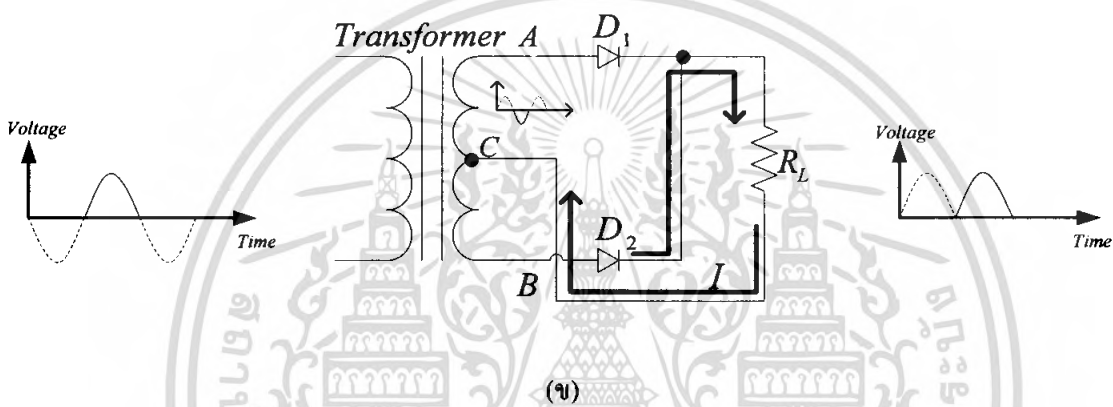 Transformer A
D1
Voltage
Time
C
RL
Voltage
Time
D2
B
I
(ข)